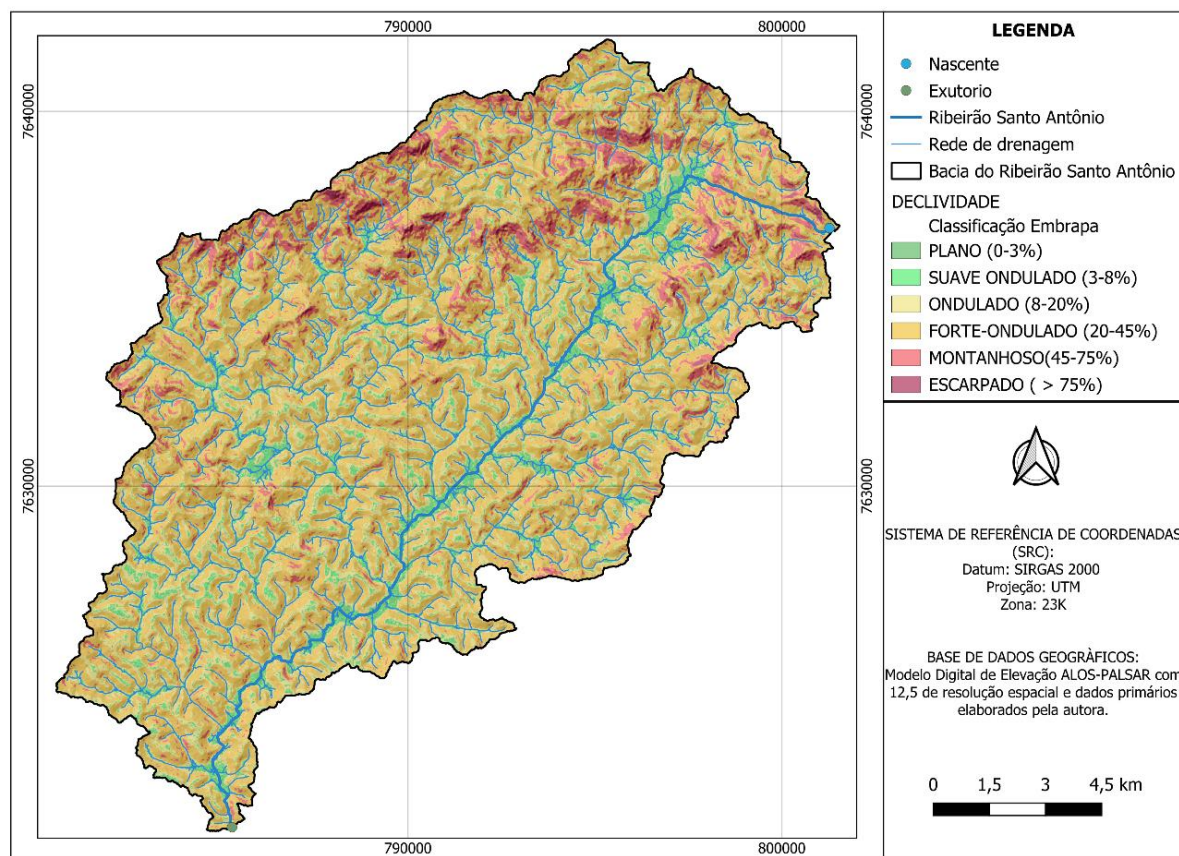 790000
800000
7640000
7640000
7630000
7630000
790000
800000
LEGENDA
Nascente
Exutorio
Ribeirão Santo Antônio
Rede de drenagem
Bacia do Ribeirão Santo Antônio
DECLIVIDADE
Classificação Embrapa
PLANO (0-3%)
SUAVE ONDULADO (3-8%)
ONDULADO (8-20%)
FORTE-ONDULADO (20-45%)
MONTANHOSO(45-75%)
ESCARPADO ( > 75%)
SISTEMA DE REFERÊNCIA DE COORDENADAS
(SRC):
Datum: SIRGAS 2000
Projeção: UTM
Zona: 23K
BASE DE DADOS GEOGRÀFICOS:
Modelo Digital de Elevação ALOS-PALSAR com
12,5 de resolução espacial e dados primários
elaborados pela autora.
0 1,5 3 4,5 km